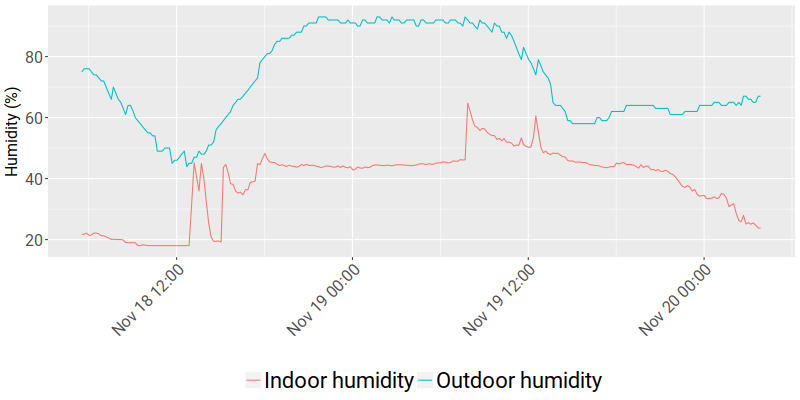 Humidity (%)
80
60
40
20
Nov 18 12:00
Nov 19 00:00
Nov 19 12:00
Nov 20 00:00
Indoor humidity Outdoor humidity